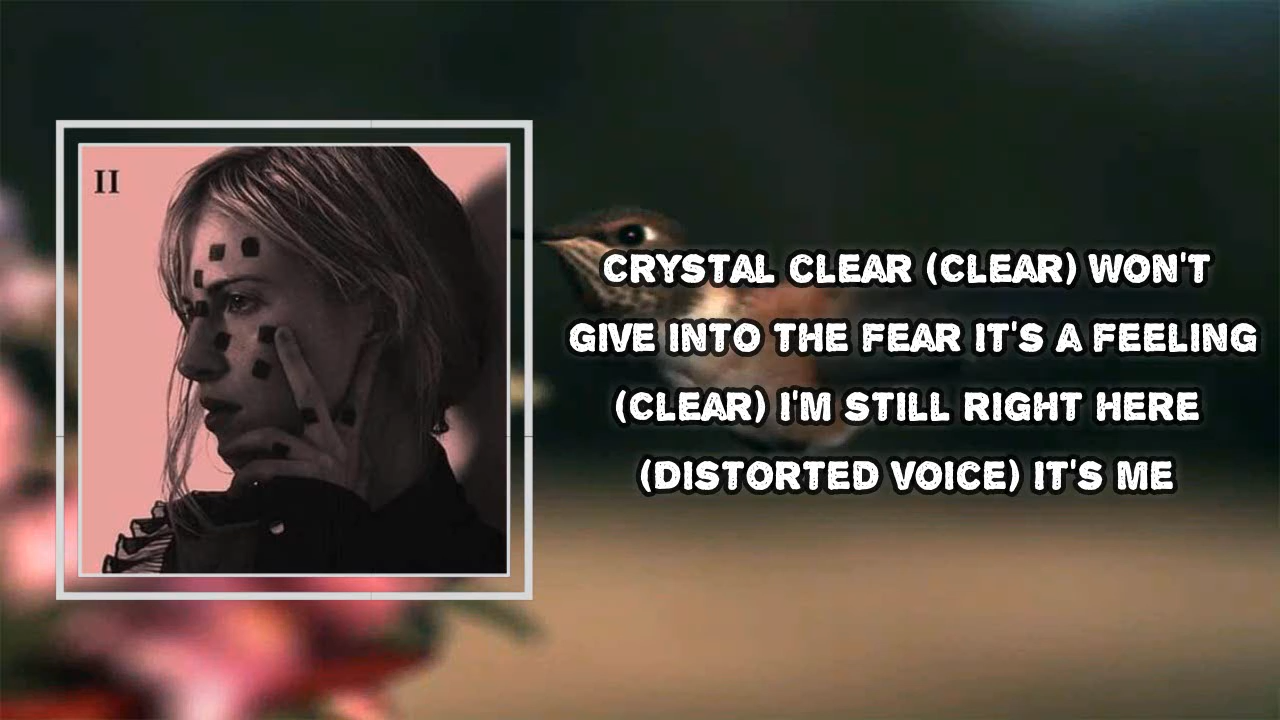 II
CRYSTAL CLEAR (CLEAR) WON'T
GIVE INTO THE FEAR IT'S A FEELING
(CLEAR) I'M STILL RIGHT HERE
(DISTORTED VOICE) IT'S ME